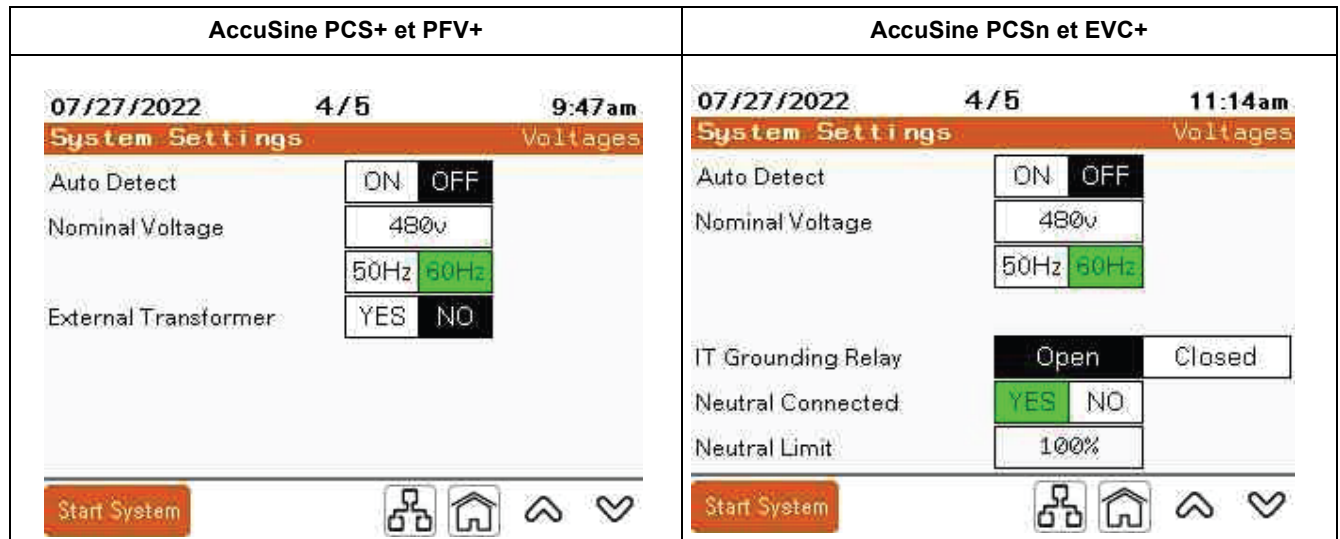 AccuSine PCS+ et PFV+
07/27/2022 4/5 9:47am
System Settings Voltages
Auto Detect ON OFF
Nominal Voltage 480v
50Hz 60Hz
External Transformer YES NO
Start System
AccuSine PCSn et EVC+
07/27/2022 4/5 11:14am
System Settings Voltages
Auto Detect ON OFF
Nominal Voltage 480v
50Hz 60Hz
IT Grounding Relay Open Closed
Neutral Connected YES NO
Neutral Limit 100%
Start System